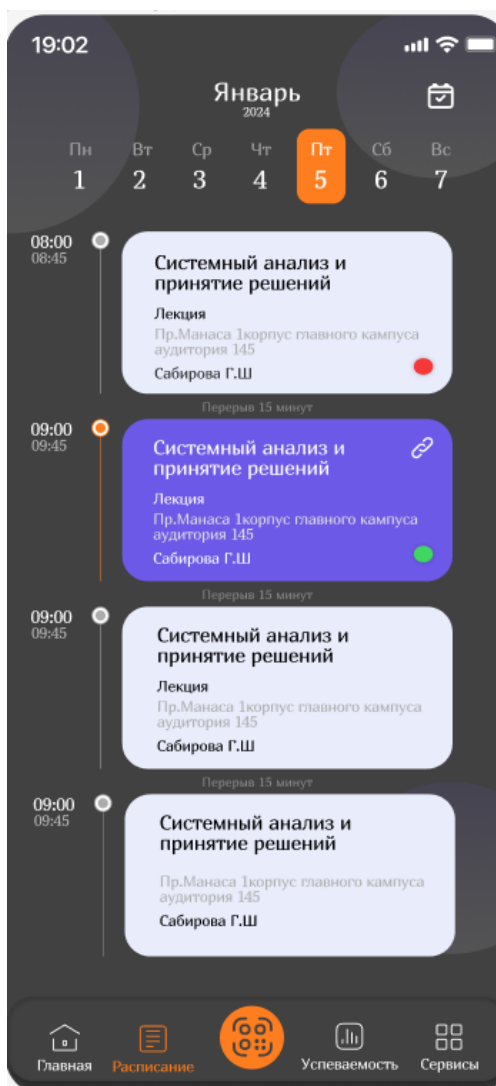 19:02
Январь
2024
Пн Вт Ср Чт Пт Сб Вс
1 2 3 4 5 6 7
08:00
08:45
Системный анализ и
принятие решений
Лекция
Пр.Манаса 1корпус главного кампуса
аудитория 145
Сабирова Г.Ш
Перерыв 15 минут
09:00
09:45
Системный анализ и
принятие решений
Лекция
Пр.Манаса 1корпус главного кампуса
аудитория 145
Сабирова Г.Ш
Перерыв 15 минут
09:00
09:45
Системный анализ и
принятие решений
Лекция
Пр.Манаса 1корпус главного кампуса
аудитория 145
Сабирова Г.Ш
Перерыв 15 минут
09:00
09:45
Системный анализ и
принятие решений
Пр.Манаса 1корпус главного кампуса
аудитория 145
Сабирова Г.Ш
Главная Расписание Успеваемость Сервисы